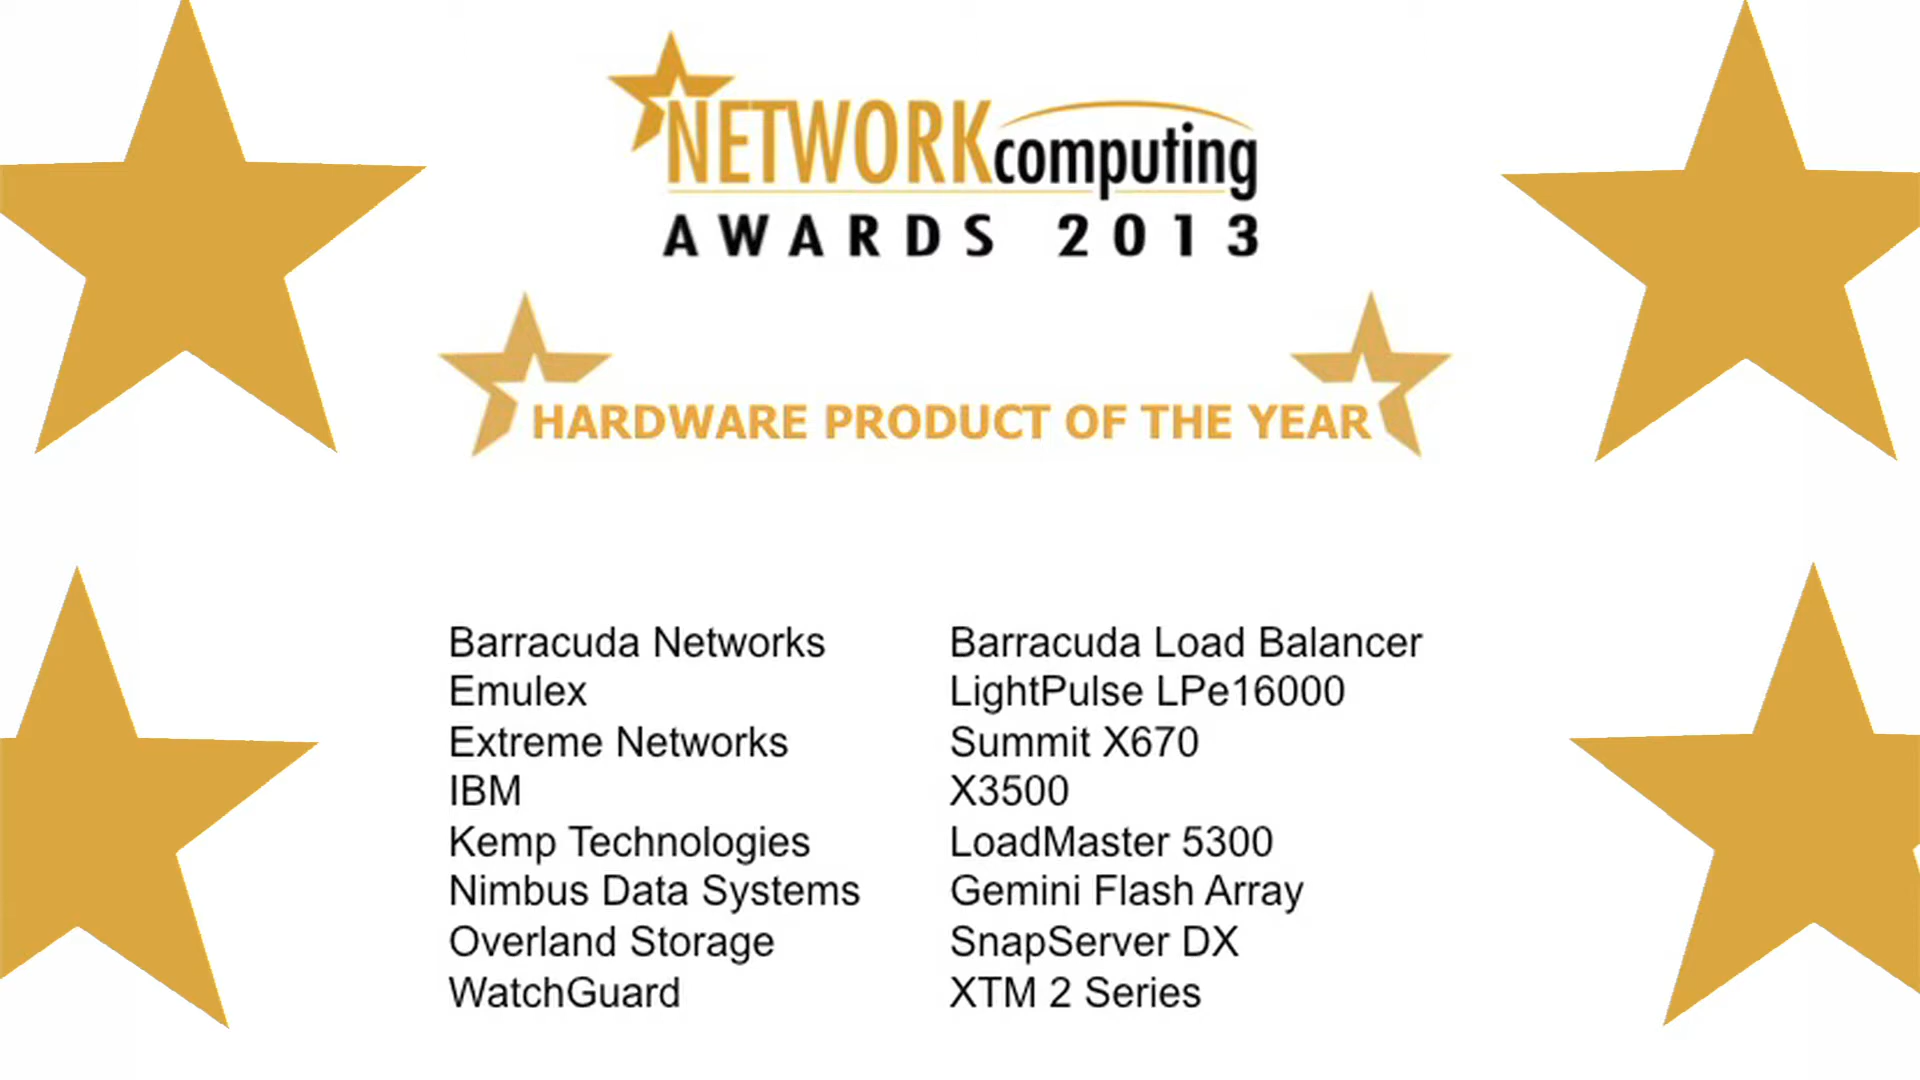 NETWORKcomputing
AWARDS 2013
HARDWARE PRODUCT OF THE YEAR
Barracuda Networks Barracuda Load Balancer
Emulex LightPulse LPe16000
Extreme Networks Summit X670
IBM X3500
Kemp Technologies LoadMaster 5300
Nimbus Data Systems Gemini Flash Array
Overland Storage SnapServer DX
WatchGuard XTM 2 Series